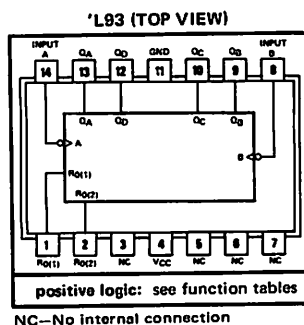 'L93 (TOP VIEW)
INPUT A QA QD GND QC QB INPUT B
14 13 12 11 10 9 8
QA QD QC QB
A
B
R0(1)
R0(2)
1 2 3 4 5 6 7
R0(1) R0(2) NC VCC NC NC NC
positive logic: see function tables
NC—No internal connection